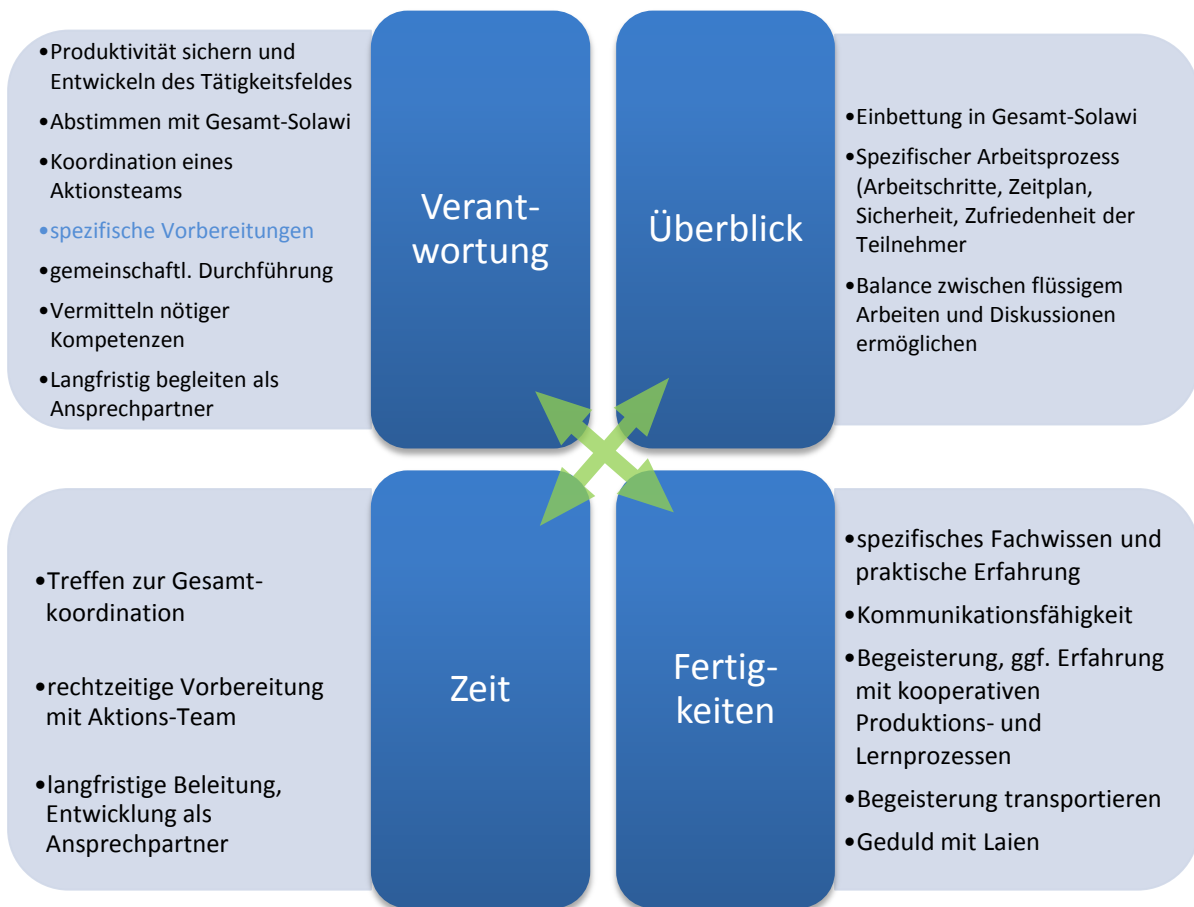 •Produktivität sichern und
Entwickeln des Tätigkeitsfeldes
•Abstimmen mit Gesamt-Solawi
•Koordination eines
Aktionsteams
•spezifische Vorbereitungen
•gemeinschaftl. Durchführung
•Vermitteln nötiger
Kompetenzen
•Langfristig begleiten als
Ansprechpartner
Verant-
wortung
Überblick
•Einbettung in Gesamt-Solawi
•Spezifischer Arbeitsprozess
(Arbeitschritte, Zeitplan,
Sicherheit, Zufriedenheit der
Teilnehmer
•Balance zwischen flüssigem
Arbeiten und Diskussionen
ermöglichen
•Treffen zur Gesamt-
koordination
•rechtzeitige Vorbereitung
mit Aktions-Team
•langfristige Beleitung,
Entwicklung als
Ansprechpartner
Zeit
Fertig-
keiten
•spezifisches Fachwissen und
praktische Erfahrung
•Kommunikationsfähigkeit
•Begeisterung, ggf. Erfahrung
mit kooperativen
Produktions- und
Lernprozessen
•Begeisterung transportieren
•Geduld mit Laien